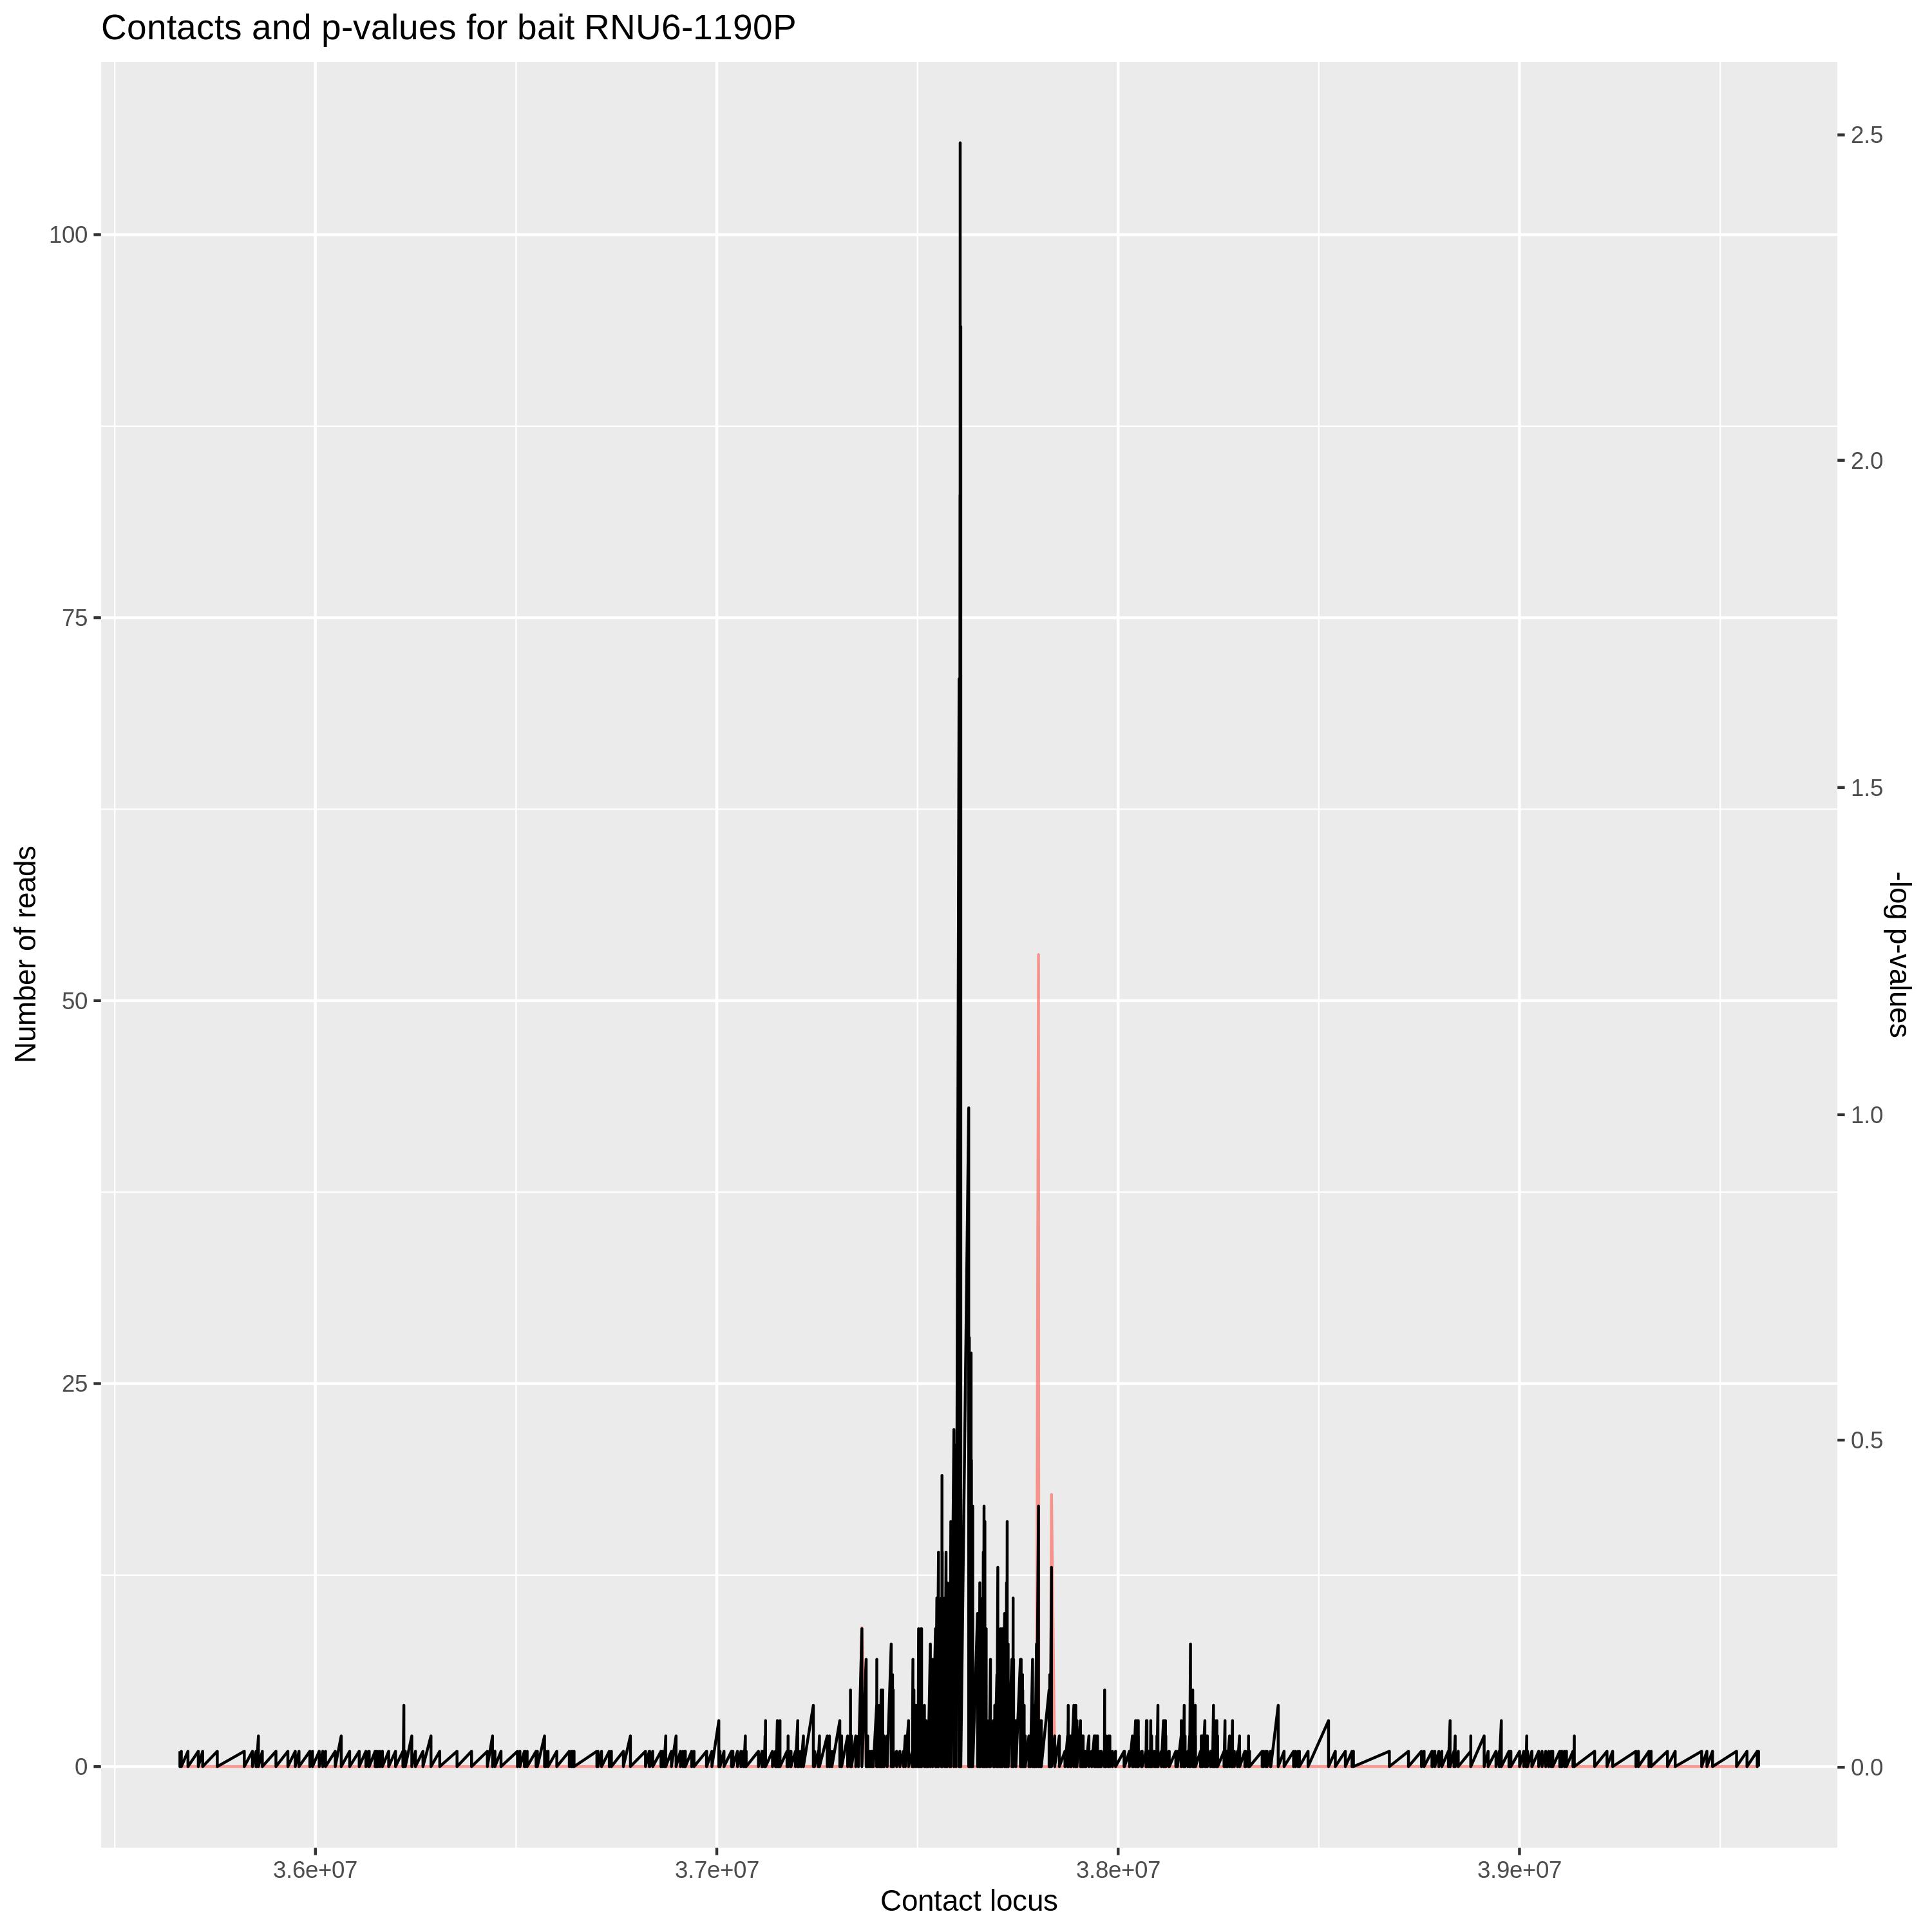 Contacts and p-values for bait RNU6-1190P
2.5
100
2.0
75
1.5
Number of reads
-log p-values
50
1.0
0.5
25
0
0.0
3.6e+07 3.7e+07 3.8e+07 3.9e+07
Contact locus